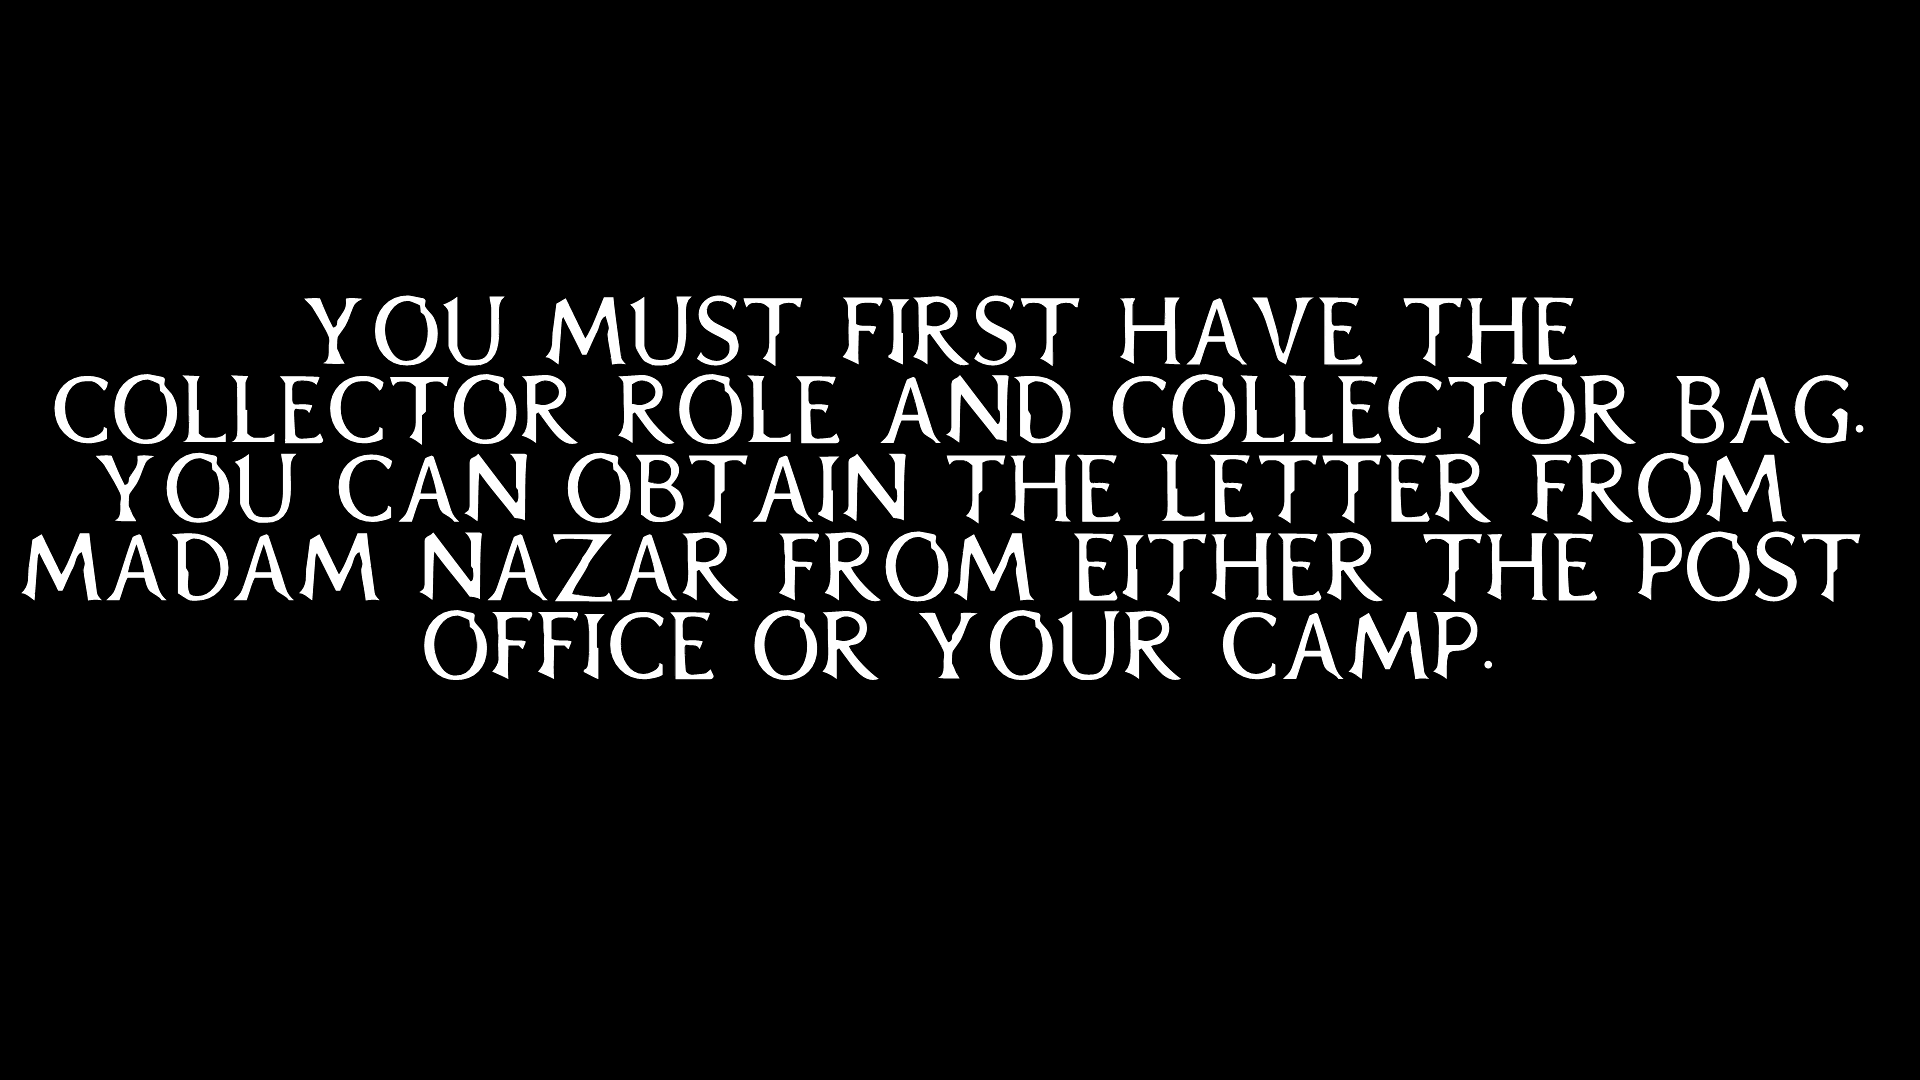 YOU MUST FIRST HAVE THE
COLLECTOR ROLE AND COLLECTOR BAG.
YOU CAN OBTAIN THE LETTER FROM
MADAM NAZAR FROM EITHER THE POST
OFFICE OR YOUR CAMP.